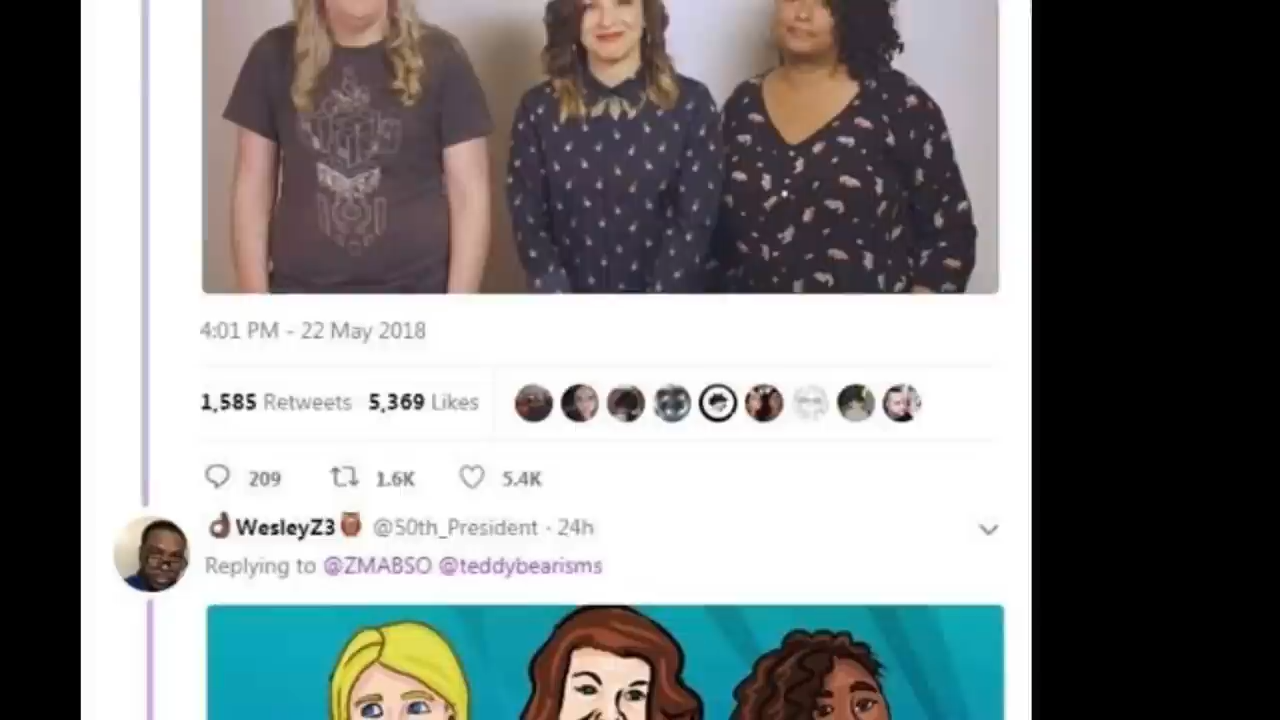 4:01 PM - 22 May 2018
1,585 Retweets 5,369 Likes
209 1.6K 5.4K
WesleyZ3 @50th_President · 24h
Replying to @ZMABSO @teddybearisms